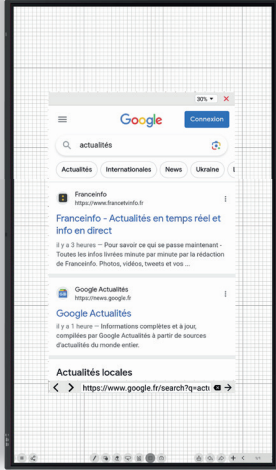 30%
Google
Connexion
actualités
Actualités Internationales News Ukraine
Franceinfo
https://www.francetvinfo.fr
Franceinfo - Actualités en temps réel et
info en direct
il y a 3 heures — Pour savoir ce qui se passe maintenant -
Toutes les infos livrées minute par minute par la rédaction
de Franceinfo. Photos, vidéos, tweets et vos ...
Google Actualités
https://news.google.fr
Google Actualités
il y a 1 heure — Informations complètes et à jour,
compilées par Google Actualités à partir de sources
d'actualités du monde entier.
Actualités locales
https://www.google.fr/search?q=actu